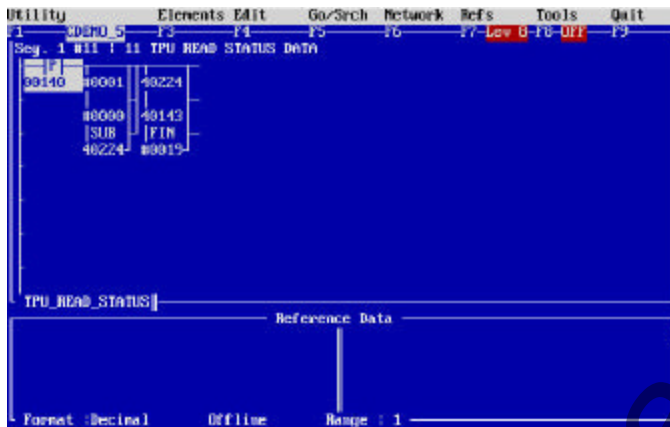 Utility Elements Edit Go/Srch Network Refs Tools Quit
F1 CDEMO_5 F3 F4 F5 F6 F7-Lev 8-F8-OFF F9
Seg. 1 #11 ¦ 11 TPU READ STATUS DATA
P
00140 #0001 40224
#0000 40143
SUB FIN
40224 #0019
TPU_READ_STATUS
Reference Data
Format :Decimal Offline Range : 1